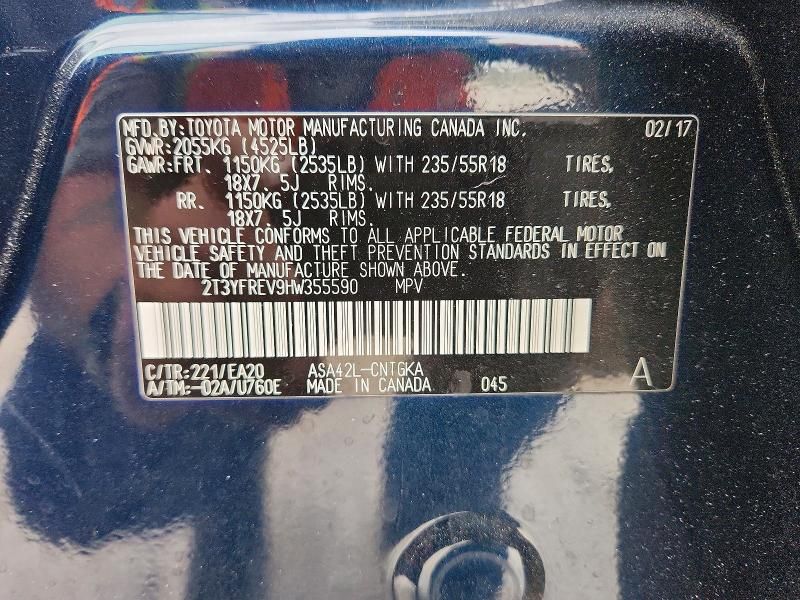 MFD. BY: TOYOTA MOTOR MANUFACTURING CANADA INC. 02/17
GVWR: 2055KG (4525LB)
GAWR: FRT. 1150KG (2535LB) WITH 235/55R18 TIRES,
18X7. 5J RIMS.
RR. 1150KG (2535LB) WITH 235/55R18 TIRES,
18X7. 5J RIMS.
THIS VEHICLE CONFORMS TO ALL APPLICABLE FEDERAL MOTOR
VEHICLE SAFETY AND THEFT PREVENTION STANDARDS IN EFFECT ON
THE DATE OF MANUFACTURE SHOWN ABOVE.
2T3YFREV9HW355590 MPV
C/TR: 221/EA20 ASA42L-CNTGKA
A/TM: -02A/U760E MADE IN CANADA 045 A